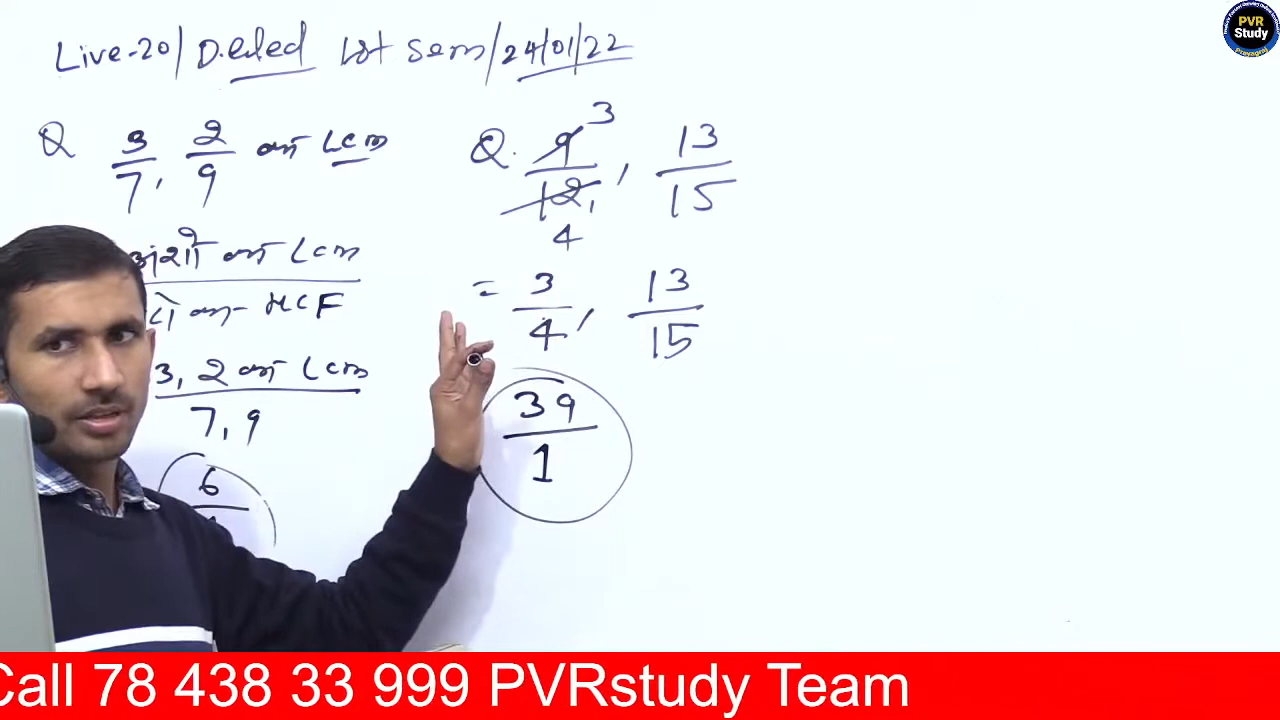 Live-20/ D.eled Ist Sem/24/01/22
Q 3/7, 2/9 का LCM
अंशों का LCM
का HCF
3, 2 का LCM
7, 9
6
Q. 9/12, 13/15
3
4
= 3/4, 13/15
39/1
PVR
Study
Prayagraj
Call 78 438 33 999 PVRstudy Team